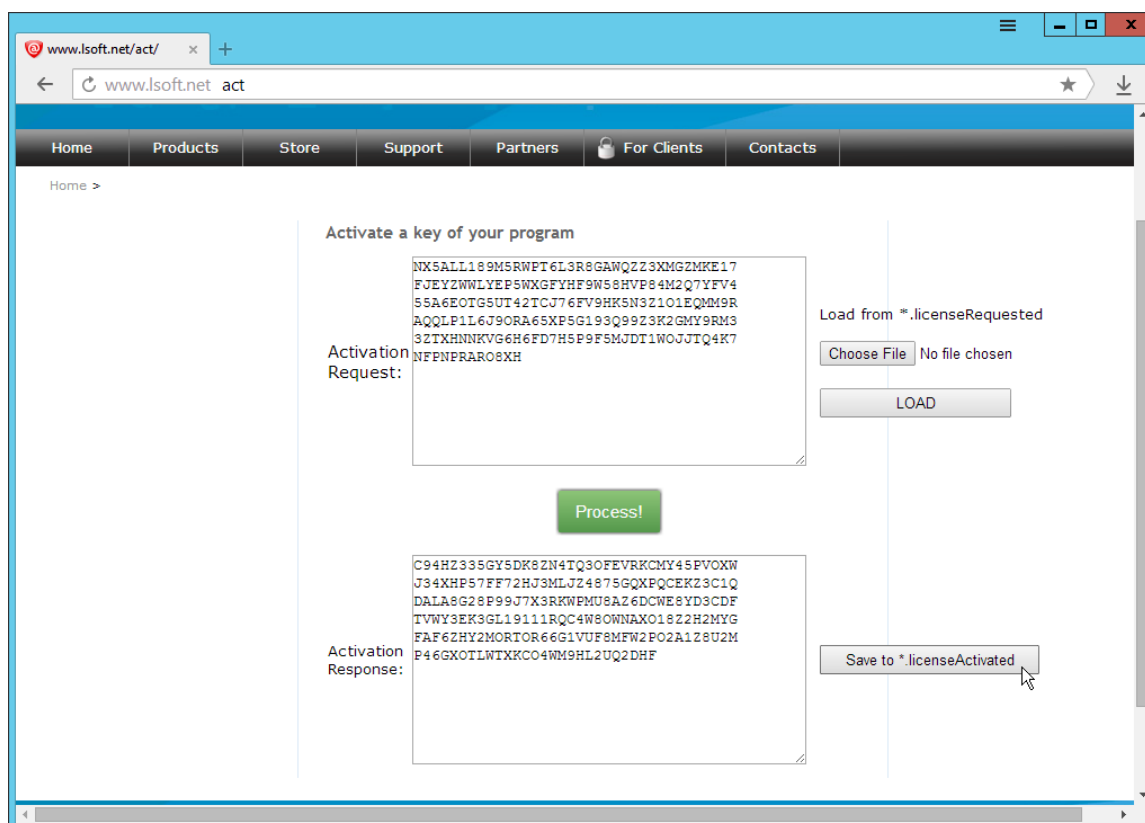 www.lsoft.net/act/
www.lsoft.net act
Home Products Store Support Partners For Clients Contacts
Home >
Activate a key of your program
Activation Request:
NX5ALL189M5RWPT6L3R8GAWQZZ3XMGZMKE17
FJEYZWWLYEP5WXGFYHF9W58HVP84M2Q7YFV4
55A6EOTG5UT42TCJ76FV9HK5N3Z1O1EQMM9R
AQQLP1L6J9ORA65XP5G193Q99Z3K2GMY9RM3
3ZTXHNNKVG6H6FD7H5P9F5MJDT1WOJJTQ4K7
NFPNPRARO8XH
Load from *.licenseRequested
Choose File No file chosen
LOAD
Process!
Activation Response:
C94HZ335GY5DK8ZN4TQ3OFEVRKCMY45PVOXW
J34XHP57FF72HJ3MLJZ4875GQXPQCEKZ3C1Q
DALA8G28P99J7X3RKWPMU8AZ6DCWE8YD3CDF
TVWY3EK3GL19111RQC4W8OWNAXO18Z2H2MYG
FAF6ZHY2MORTOR66G1VUF8MFW2PO2A1Z8U2M
P46GXOTLWTXKCO4WM9HL2UQ2DHF
Save to *.licenseActivated